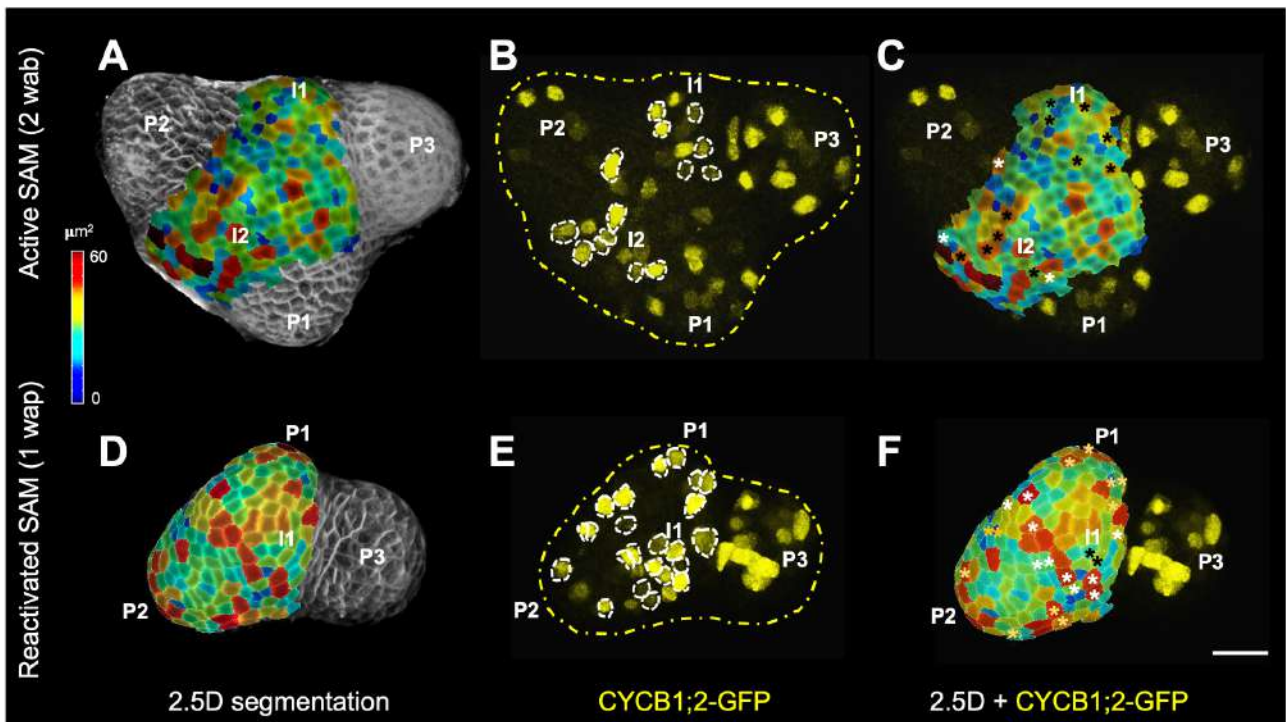 Active SAM (2 wab)
A
I1
P2
P3
I2
P1
μm²
60
0
B
I1
P2
P3
I2
P1
C
I1
P2
P3
I2
P1
Reactivated SAM (1 wap)
D
P1
I1
P3
P2
E
P1
I1
P3
P2
F
P1
I1
P3
P2
2.5D segmentation
CYCB1;2-GFP
2.5D + CYCB1;2-GFP